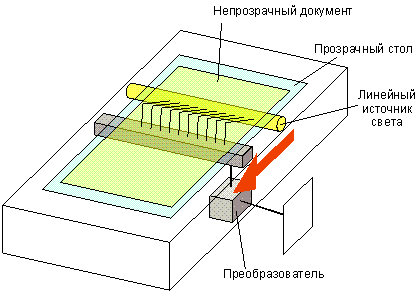 Непрозрачный документ
Прозрачный стол
Линейный
источник
света
Преобразователь